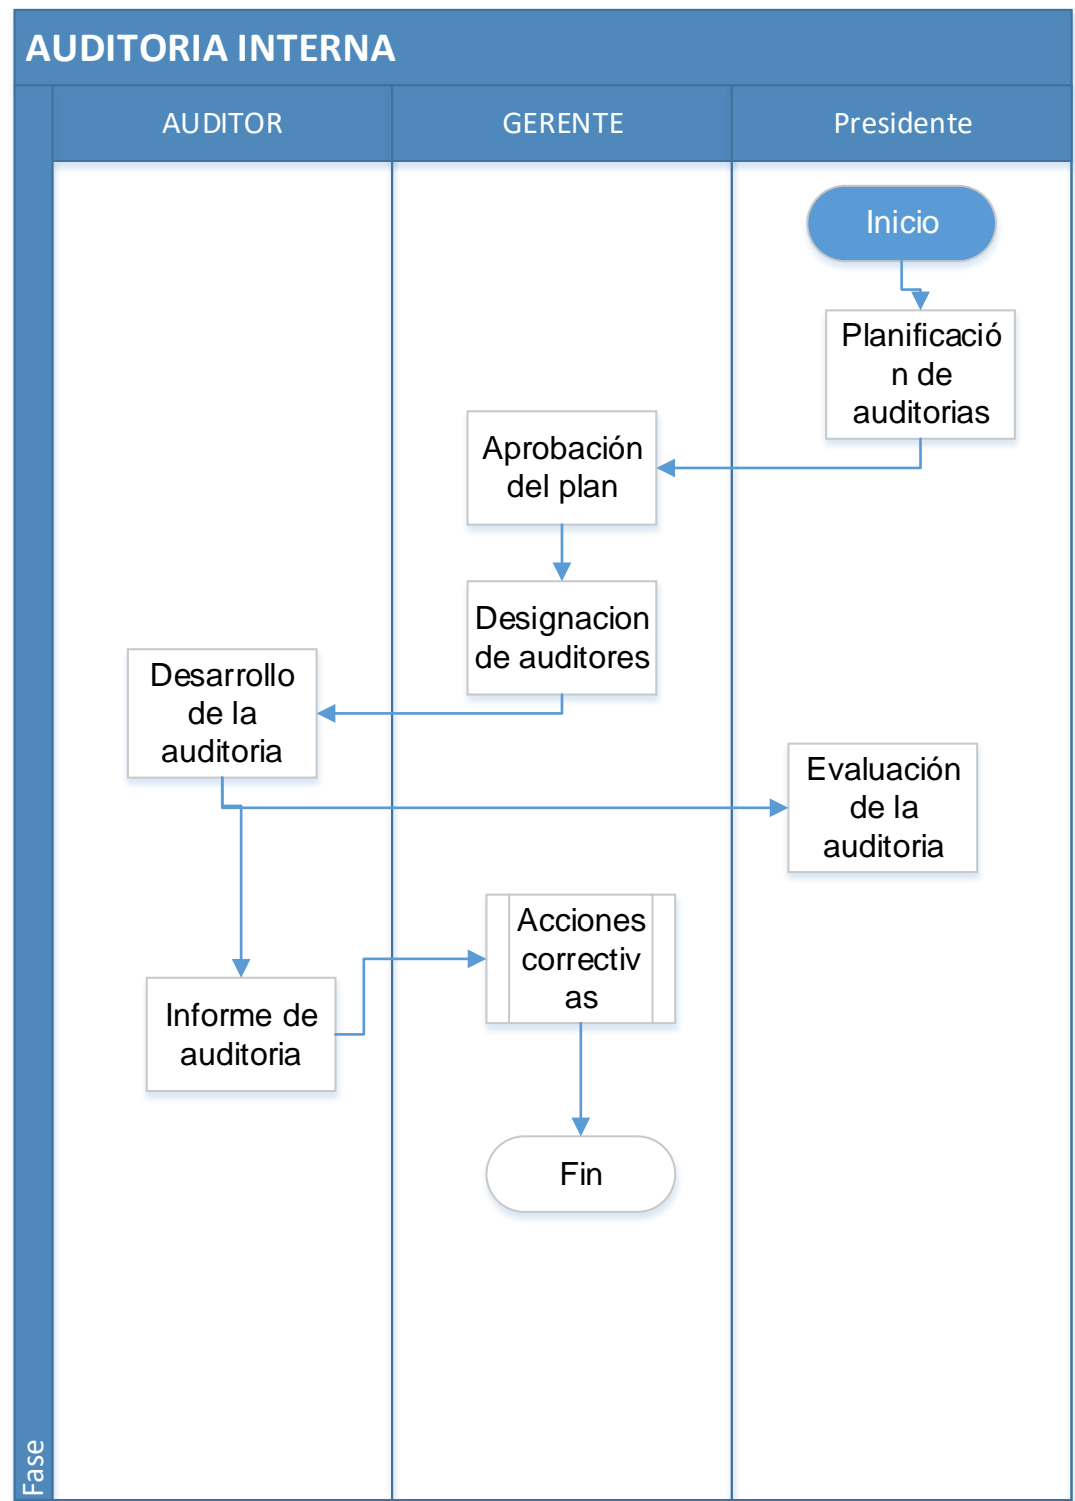 AUDITORIA INTERNA
AUDITOR
GERENTE
Presidente
Inicio
Planificació
n de
auditorias
Aprobación
del plan
Designacion
de auditores
Desarrollo
de la
auditoria
Evaluación
de la
auditoria
Acciones
correctiv
as
Informe de
auditoria
Fin
Fase